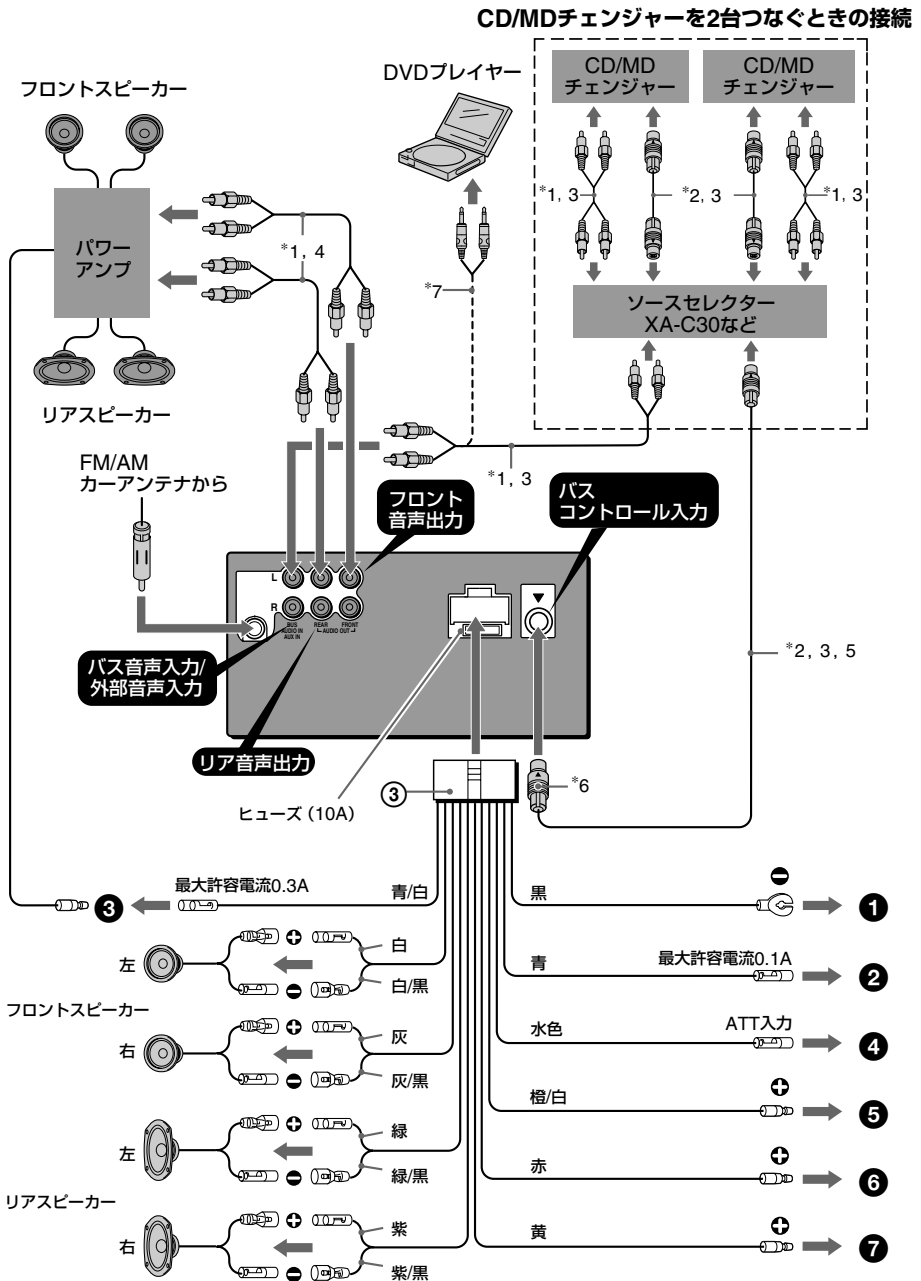 CD/MDチェンジャーを2台つなぐときの接続
フロントスピーカー
DVDプレイヤー
CD/MD
チェンジャー
CD/MD
チェンジャー
*1, 3
*2, 3
*1, 3
パワー
アンプ
*1, 4
*7
ソースセレクター
XA-C30など
リアスピーカー
*1, 3
FM/AM
カーアンテナから
フロント
音声出力
バス
コントロール入力
L
R
BUS
AUDIO IN
AUX IN
REAR
FRONT
AUDIO OUT
バス音声入力/
外部音声入力
*2, 3, 5
リア音声出力
③
*6
ヒューズ (10A)
❸
最大許容電流0.3A
青/白
黒
❶
左
白
白/黒
青
最大許容電流0.1A
❷
フロントスピーカー
右
灰
灰/黒
水色
ATT入力
❹
橙/白
❺
左
緑
緑/黒
赤
❻
リアスピーカー
右
紫
紫/黒
黄
❼